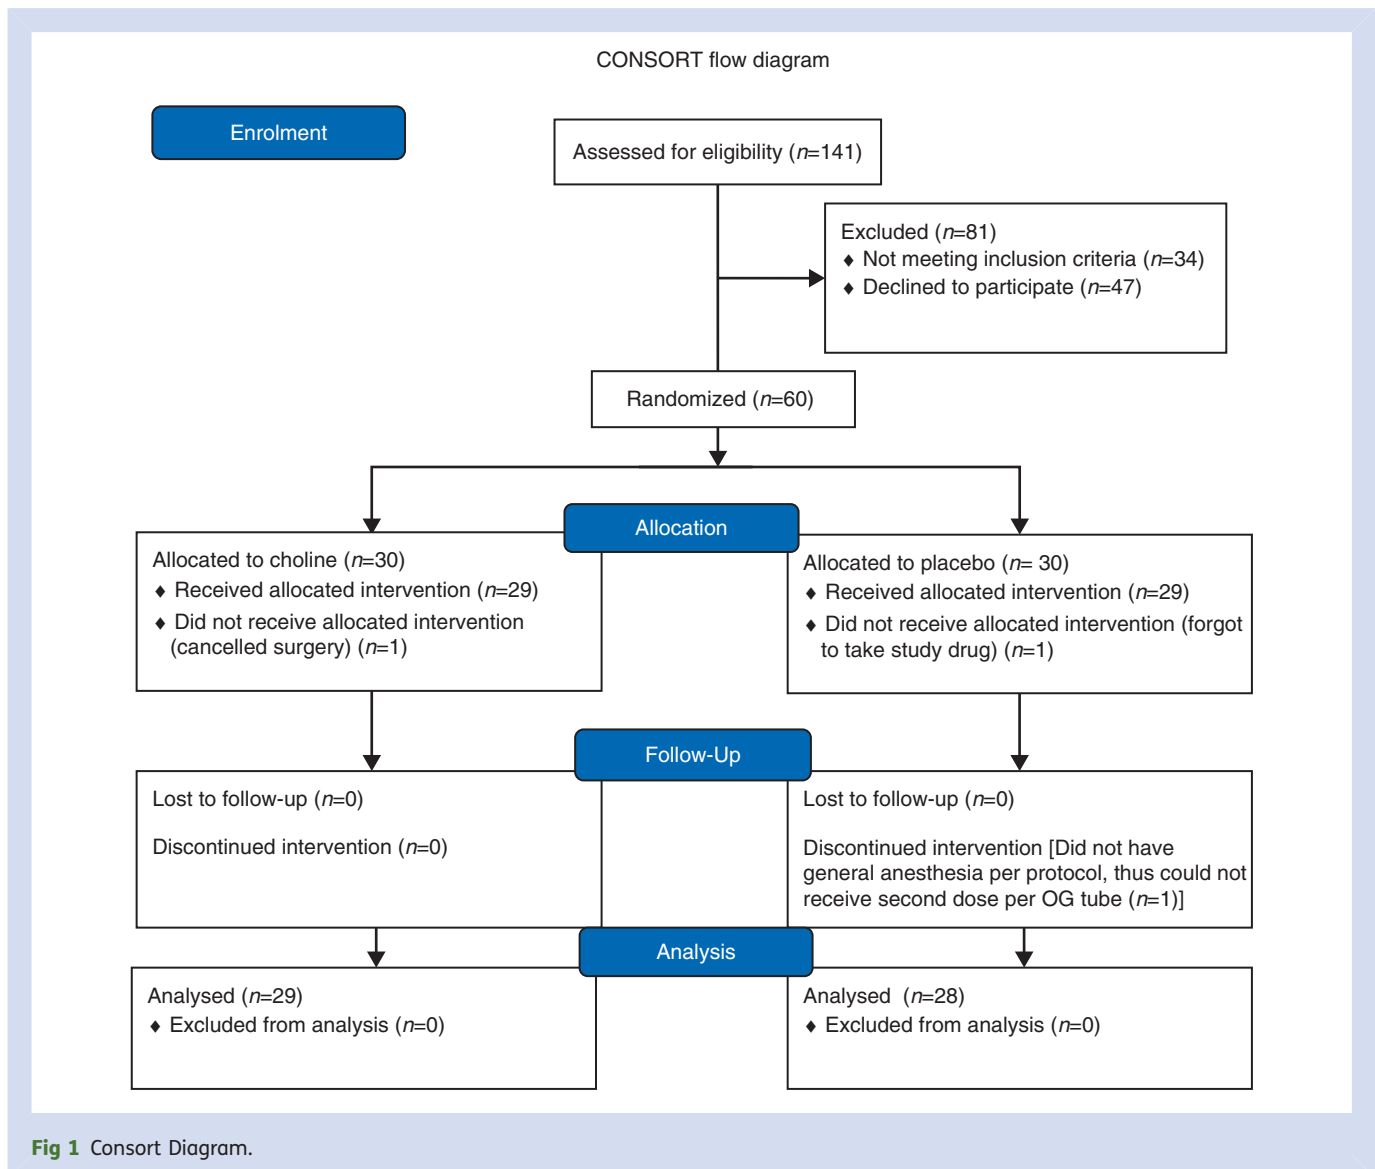 CONSORT flow diagram
Enrolment
Assessed for eligibility (n=141)
Excluded (n=81)
♦ Not meeting inclusion criteria (n=34)
♦ Declined to participate (n=47)
Randomized (n=60)
Allocation
Allocated to choline (n=30)
♦ Received allocated intervention (n=29)
♦ Did not receive allocated intervention
(cancelled surgery) (n=1)
Allocated to placebo (n= 30)
♦ Received allocated intervention (n=29)
♦ Did not receive allocated intervention (forgot
to take study drug) (n=1)
Follow-Up
Lost to follow-up (n=0)
Discontinued intervention (n=0)
Lost to follow-up (n=0)
Discontinued intervention [Did not have
general anesthesia per protocol, thus could not
receive second dose per OG tube (n=1)]
Analysis
Analysed (n=29)
♦ Excluded from analysis (n=0)
Analysed (n=28)
♦ Excluded from analysis (n=0)
Fig 1 Consort Diagram.